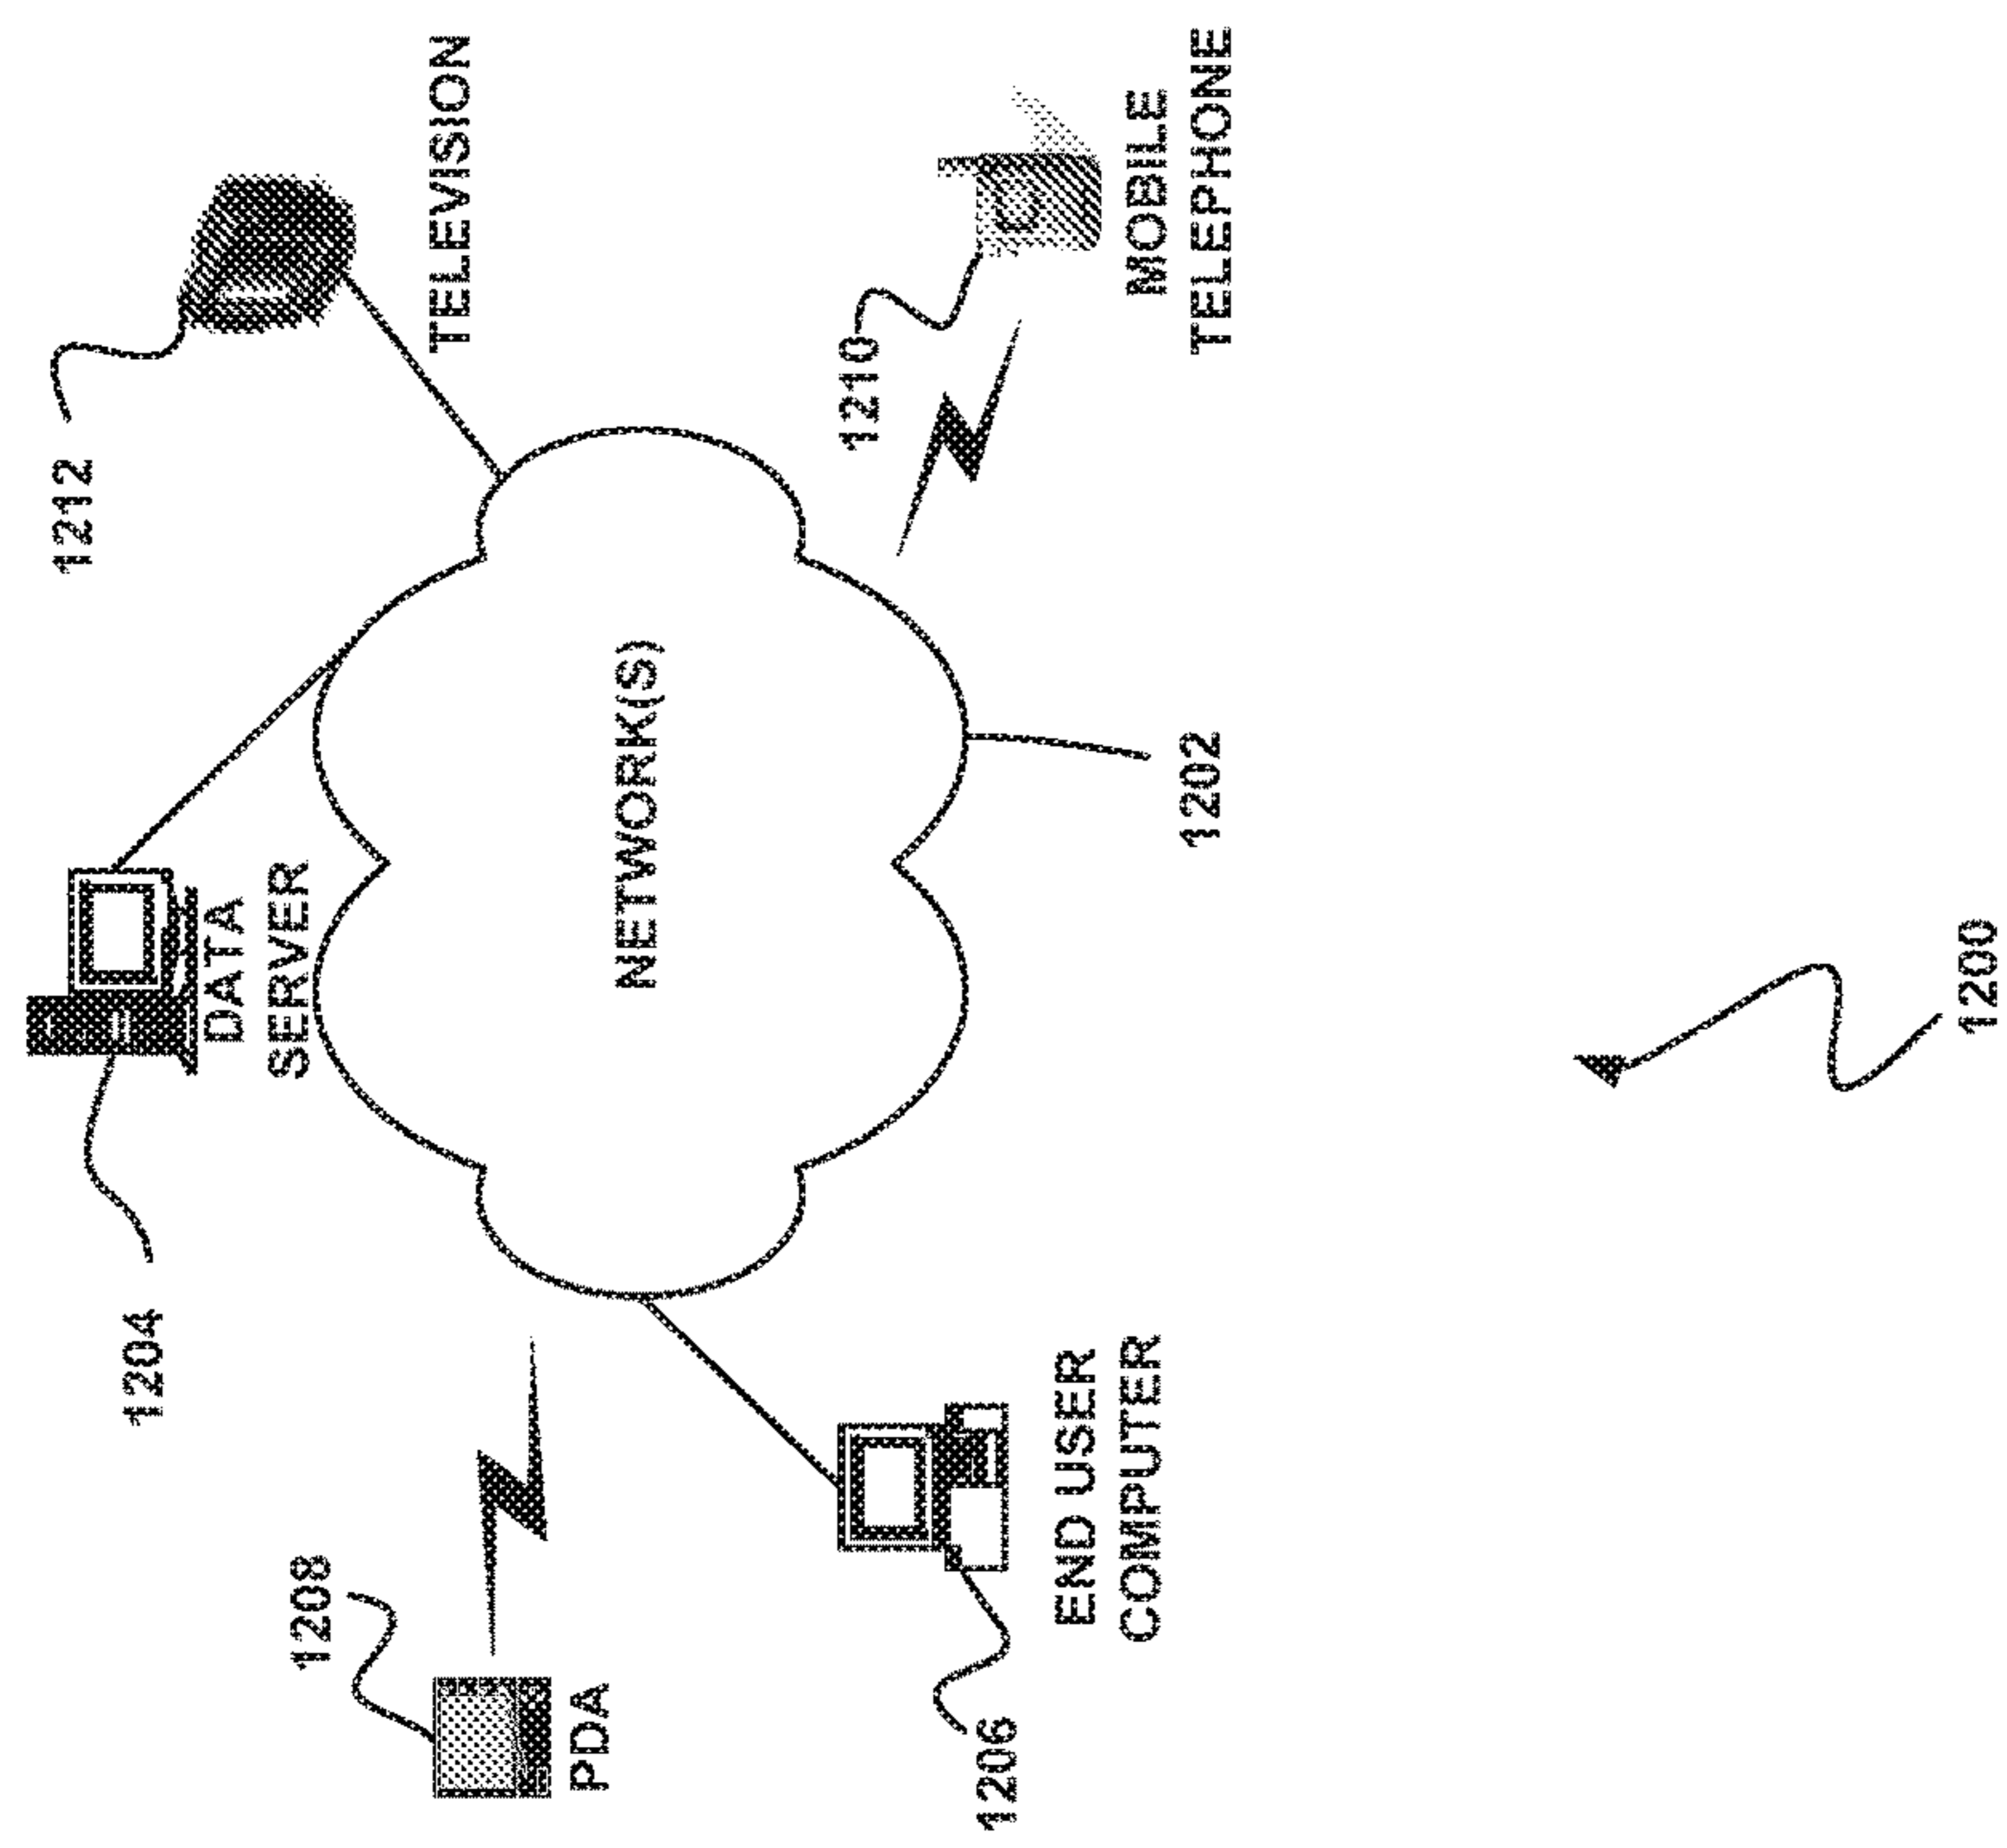 1204
DATA
SERVER
1212
TELEVISION
1208
PDA
NETWORK(S)
1210
MOBILE
TELEPHONE
1206
END USER
COMPUTER
1202
1200